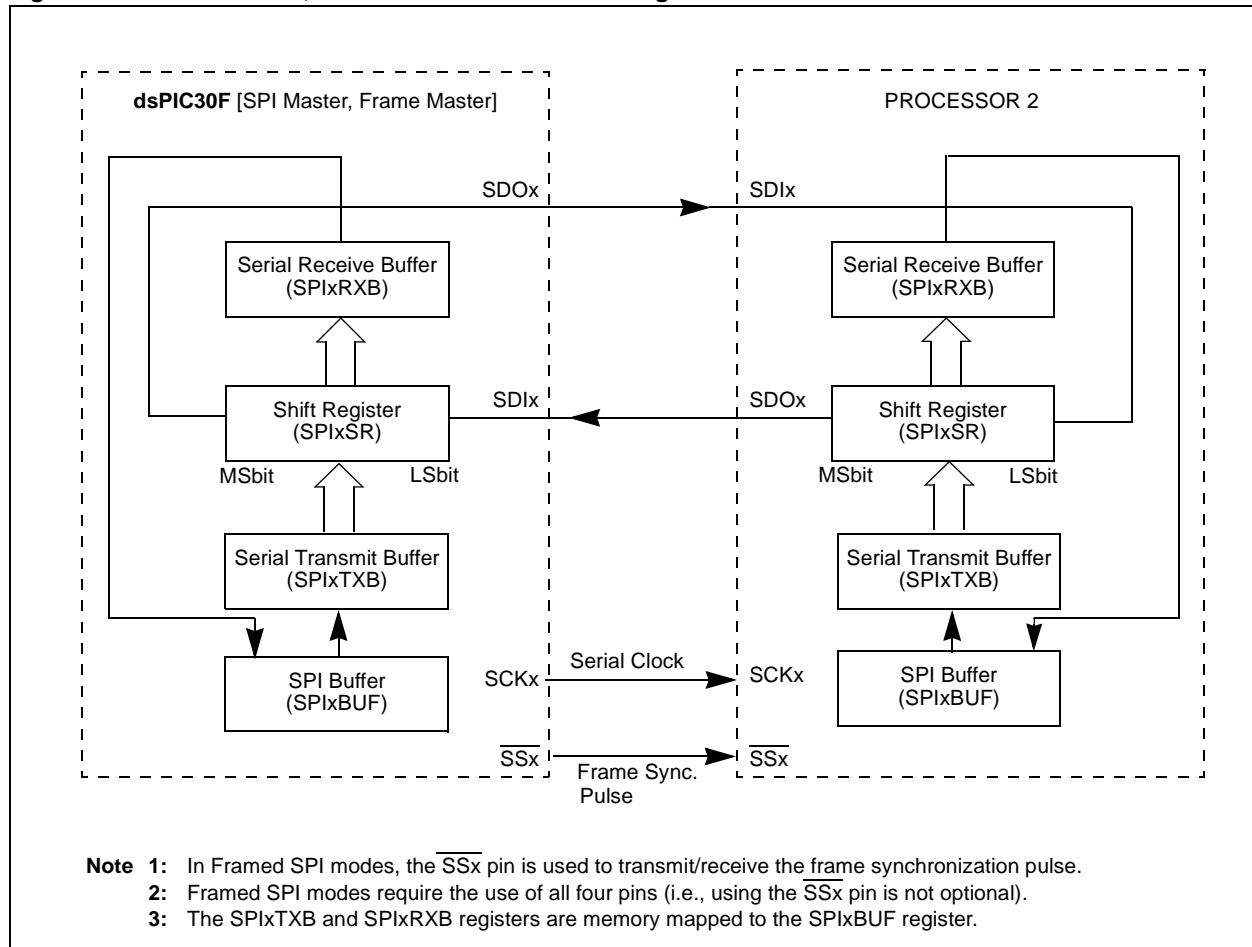 dsPIC30F [SPI Master, Frame Master]
PROCESSOR 2
SDOx
SDIx
Serial Receive Buffer
(SPIxRXB)
Serial Receive Buffer
(SPIxRXB)
Shift Register
(SPIxSR)
SDIx
SDOx
Shift Register
(SPIxSR)
MSbit
LSbit
MSbit
LSbit
Serial Transmit Buffer
(SPIxTXB)
Serial Transmit Buffer
(SPIxTXB)
SPI Buffer
(SPIxBUF)
SCKx
Serial Clock
SCKx
SPI Buffer
(SPIxBUF)
SSx
Frame Sync.
Pulse
SSx
Note 1: In Framed SPI modes, the SSx pin is used to transmit/receive the frame synchronization pulse.
2: Framed SPI modes require the use of all four pins (i.e., using the SSx pin is not optional).
3: The SPIxTXB and SPIxRXB registers are memory mapped to the SPIxBUF register.